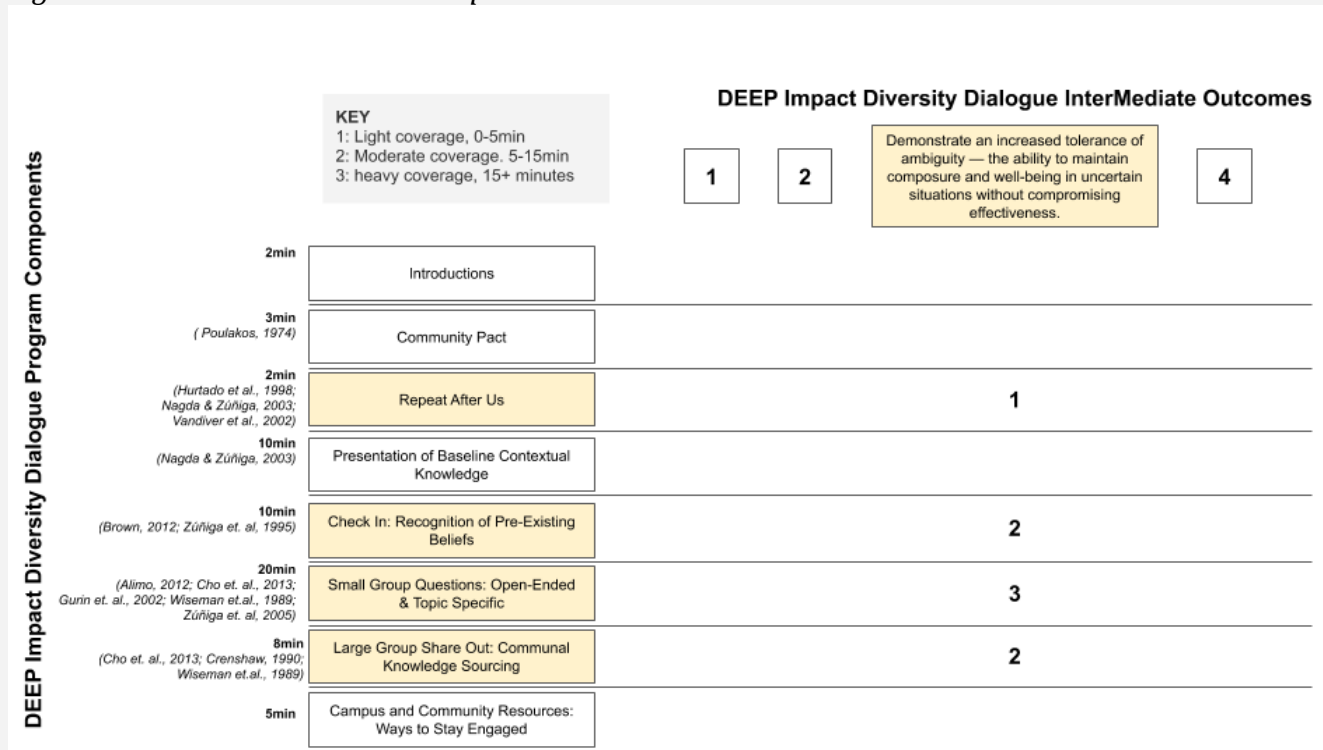 DEEP Impact Diversity Dialogue InterMediate Outcomes
KEY
1: Light coverage, 0-5min
2: Moderate coverage. 5-15min
3: heavy coverage, 15+ minutes
1
2
Demonstrate an increased tolerance of
ambiguity — the ability to maintain
composure and well-being in uncertain
situations without compromising
effectiveness.
4
DEEP Impact Diversity Dialogue Program Components
2min
Introductions
3min
( Poulakos, 1974)
Community Pact
2min
(Hurtado et al., 1998;
Nagda & Zúñiga, 2003;
Vandiver et al., 2002)
Repeat After Us
1
10min
(Nagda & Zúñiga, 2003)
Presentation of Baseline Contextual
Knowledge
10min
(Brown, 2012; Zúñiga et. al, 1995)
Check In: Recognition of Pre-Existing
Beliefs
2
20min
(Alimo, 2012; Cho et. al., 2013;
Gurin et. al., 2002; Wiseman et.al., 1989;
Zúñiga et. al, 2005)
Small Group Questions: Open-Ended
& Topic Specific
3
8min
(Cho et. al., 2013; Crenshaw, 1990;
Wiseman et.al., 1989)
Large Group Share Out: Communal
Knowledge Sourcing
2
5min
Campus and Community Resources:
Ways to Stay Engaged